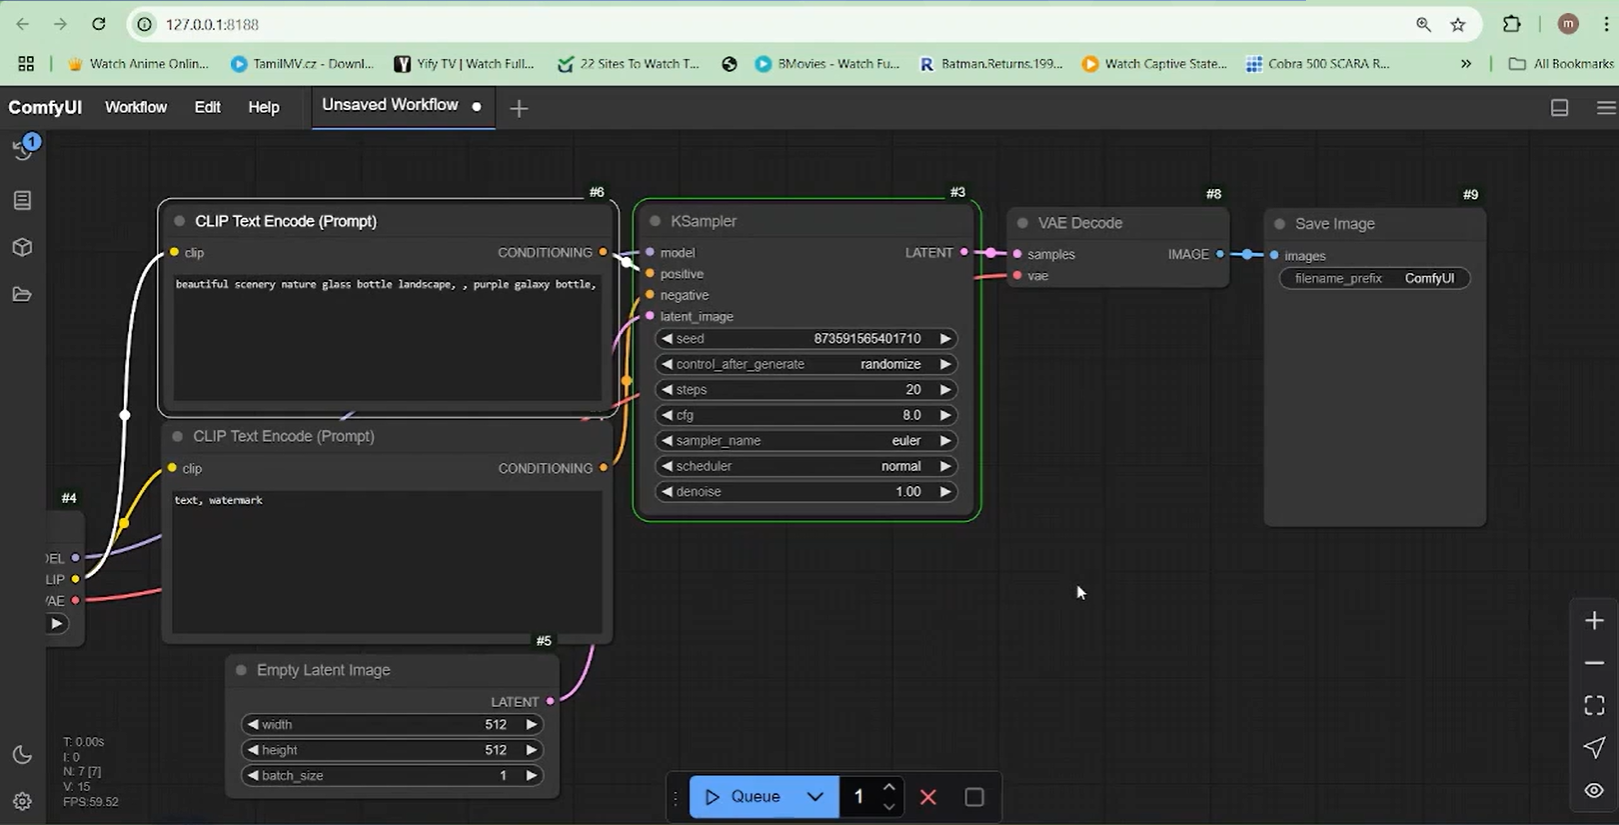 127.0.0.1:8188
m
Watch Anime Onlin...
TamilMV.cz - Downl...
Yify TV | Watch Full...
22 Sites To Watch T...
BMovies - Watch Fu...
Batman.Returns.199...
Watch Captive State...
Cobra 500 SCARA R...
»
All Bookmarks
ComfyUI
Workflow
Edit
Help
Unsaved Workflow
1
#6
CLIP Text Encode (Prompt)
clip
CONDITIONING
beautiful scenery nature glass bottle landscape, , purple galaxy bottle,
#3
KSampler
model
LATENT
positive
negative
latent_image
seed 873591565401710
control_after_generate randomize
steps 20
cfg 8.0
sampler_name euler
scheduler normal
denoise 1.00
#8
VAE Decode
samples
IMAGE
vae
#9
Save Image
images
filename_prefix ComfyUI
CLIP Text Encode (Prompt)
clip
CONDITIONING
text, watermark
#4
DEL
LIP
VAE
#5
Empty Latent Image
LATENT
width 512
height 512
batch_size 1
T: 0.00s
I: 0
N: 7 [7]
V: 15
FPS:59.52
Queue
1